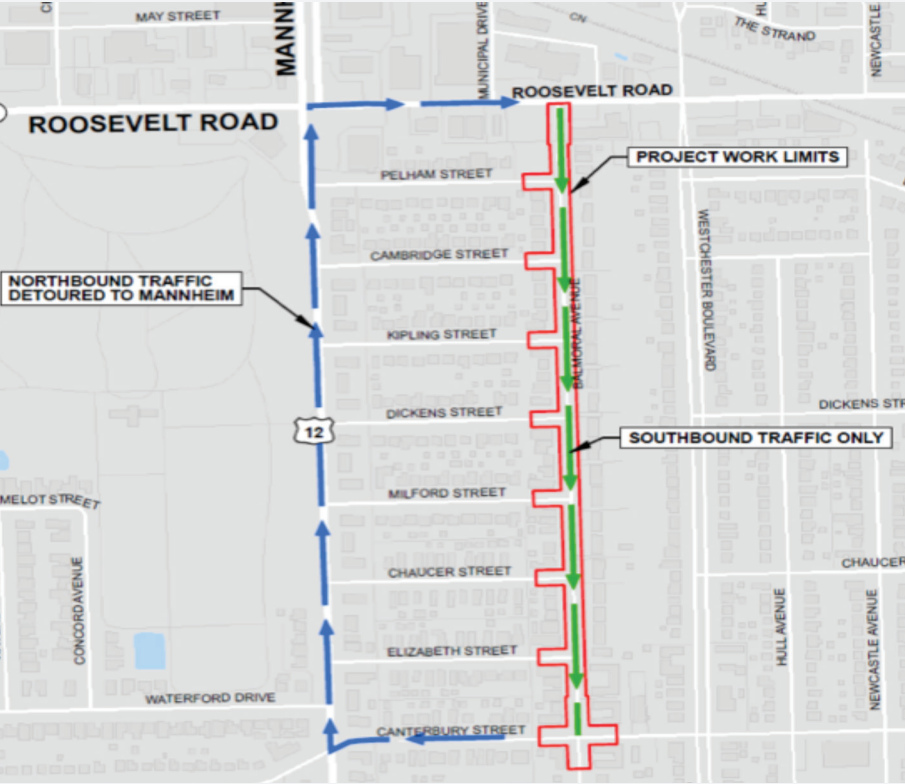 MAY STREET
MUNICIPAL DRIVE
CN
THE STRAND
NEWCASTLE
ROOSEVELT ROAD
ROOSEVELT ROAD
PROJECT WORK LIMITS
PELHAM STREET
CAMBRIDGE STREET
WESTCHESTER BOULEVARD
NORTHBOUND TRAFFIC
DETOURED TO MANNHEIM
BALMORAL AVENUE
KIPLING STREET
DICKENS STREET
DICKENS STR
12
SOUTHBOUND TRAFFIC ONLY
MELOT STREET
MILFORD STREET
CHAUCER STREET
CHAUCER
CONCORD AVENUE
HULL AVENUE
NEWCASTLE AVENUE
ELIZABETH STREET
WATERFORD DRIVE
CANTERBURY STREET